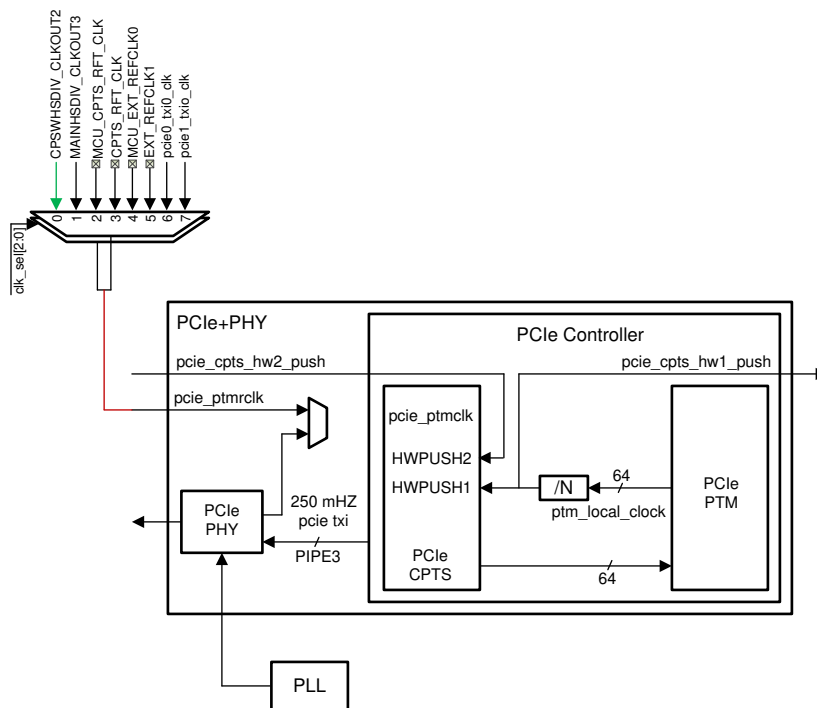 CPSWHSDIV_CLKOUT2
MAINHSDIV_CLKOUT3
MCU_CPTS_RFT_CLK
CPTS_RFT_CLK
MCU_EXT_REFCLK0
EXT_REFCLK1
pcie0_txi0_clk
pcie1_txio_clk
0 1 2 3 4 5 6 7
clk_sel[2:0]
PCIe+PHY
PCIe Controller
pcie_cpts_hw2_push
pcie_cpts_hw1_push
pcie_ptmrclk
pcie_ptmclk
HWPUSH2
HWPUSH1
/N
64
ptm_local_clock
PCIe
PTM
PCIe
PHY
250 mHZ
pcie txi
PIPE3
PCIe
CPTS
64
PLL